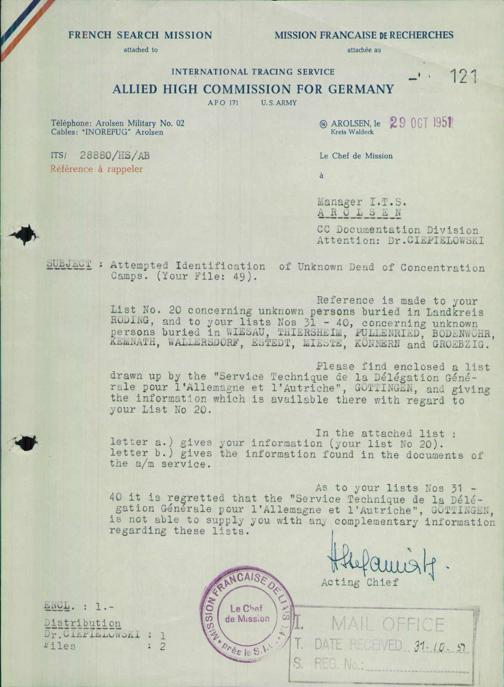 FRENCH SEARCH MISSION
attached to
MISSION FRANCAISE DE RECHERCHES
attachée au
INTERNATIONAL TRACING SERVICE
121
ALLIED HIGH COMMISSION FOR GERMANY
APO 171 U.S. ARMY
Téléphone: Arolsen Military No. 02
Cables: "INOREFUG" Arolsen
@ AROLSEN, le 29 OCT 1951
Kreis Waldeck
ITS/ 28880/HS/AB
Référence à rappeler
Le Chef de Mission
à
Manager I.T.S.
AROLSEN
CC Documentation Division
Attention: Dr.CIEPIELOWSKI
SUBJECT : Attempted Identification of Unknown Dead of Concentration
Camps. (Your File: 49).
Reference is made to your
List No. 20 concerning unknown persons buried in Landkreis
RODING, and to your lists Nos 31 - 40, concerning unknown
persons buried in WIESAU, THIERSHEIM, PULLENRIED, BODENWOHR,
KEMNATH, WALLERSDORF, ESTEDT, MIESTE, KÖNNERN and GROEBZIG.
Please find enclosed a list
drawn up by the "Service Technique de la Délégation Géné-
rale pour l'Allemagne et l'Autriche", GÖTTINGEN, and giving
the information which is available there with regard to
your List No 20.
In the attached list :
letter a.) gives your information (your list No 20).
letter b.) gives the information found in the documents of
the a/m service.
As to your lists Nos 31 -
40 it is regretted that the "Service Technique de la Délé-
gation Générale pour l'Allemagne et l'Autriche", GÖTTINGEN,
is not able to supply you with any complementary information
regarding these lists.
Acting Chief
MISSION FRANCAISE DE
près le S.I.
Le Chef
de Mission
ENCL. : 1.-
Distribution
Dr.CIEPIELOWSKI : 1
Files : 2
I. MAIL OFFICE
T. DATE RECEIVED 31.10.51
S. REG. No.: